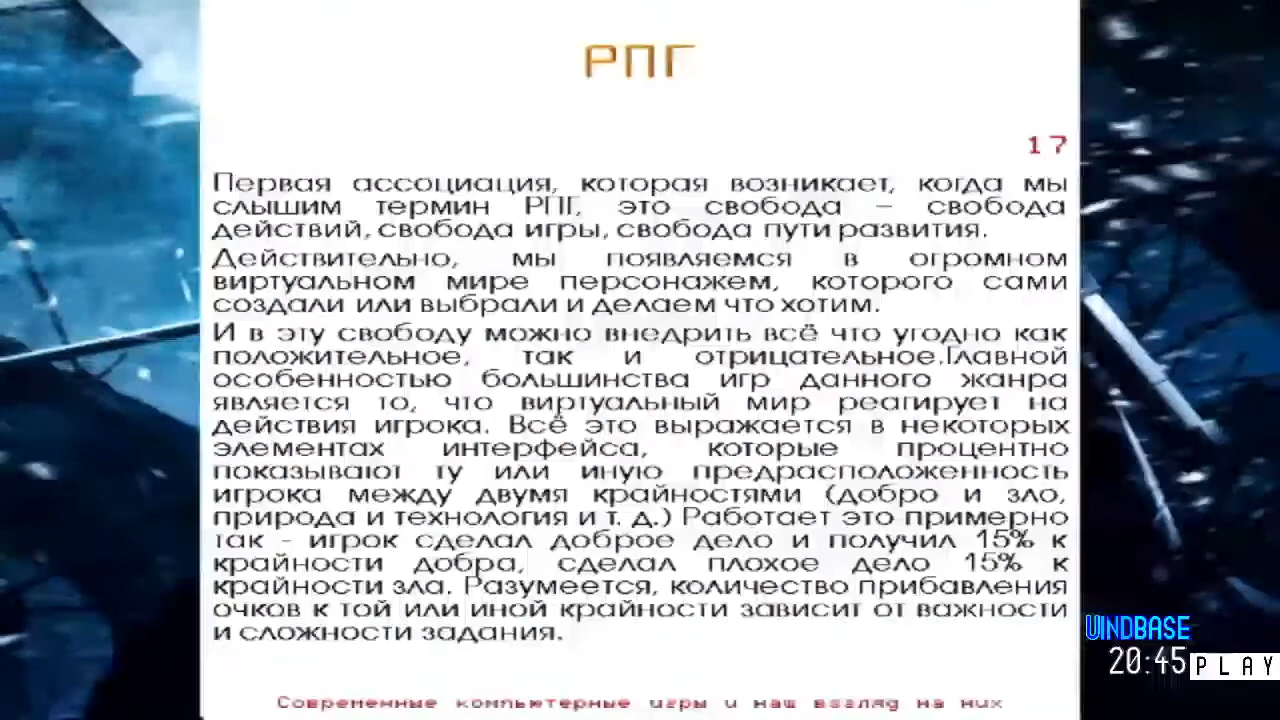 РПГ
17
Первая ассоциация, которая возникает, когда мы
слышим термин РПГ, это свобода – свобода
действий, свобода игры, свобода пути развития.
Действительно, мы появляемся в огромном
виртуальном мире персонажем, которого сами
создали или выбрали и делаем что хотим.
И в эту свободу можно внедрить всё что угодно как
положительное, так и отрицательное.Главной
особенностью большинства игр данного жанра
является то, что виртуальный мир реагирует на
действия игрока. Всё это выражается в некоторых
элементах интерфейса, которые процентно
показывают ту или иную предрасположенность
игрока между двумя крайностями (добро и зло,
природа и технология и т. д.) Работает это примерно
так - игрок сделал доброе дело и получил 15% к
крайности добра, сделал плохое дело 15% к
крайности зла. Разумеется, количество прибавления
очков к той или иной крайности зависит от важности
и сложности задания.
Современные компьютерные игры и наш взгляд на них
UINDBASE
20:45 PLAY